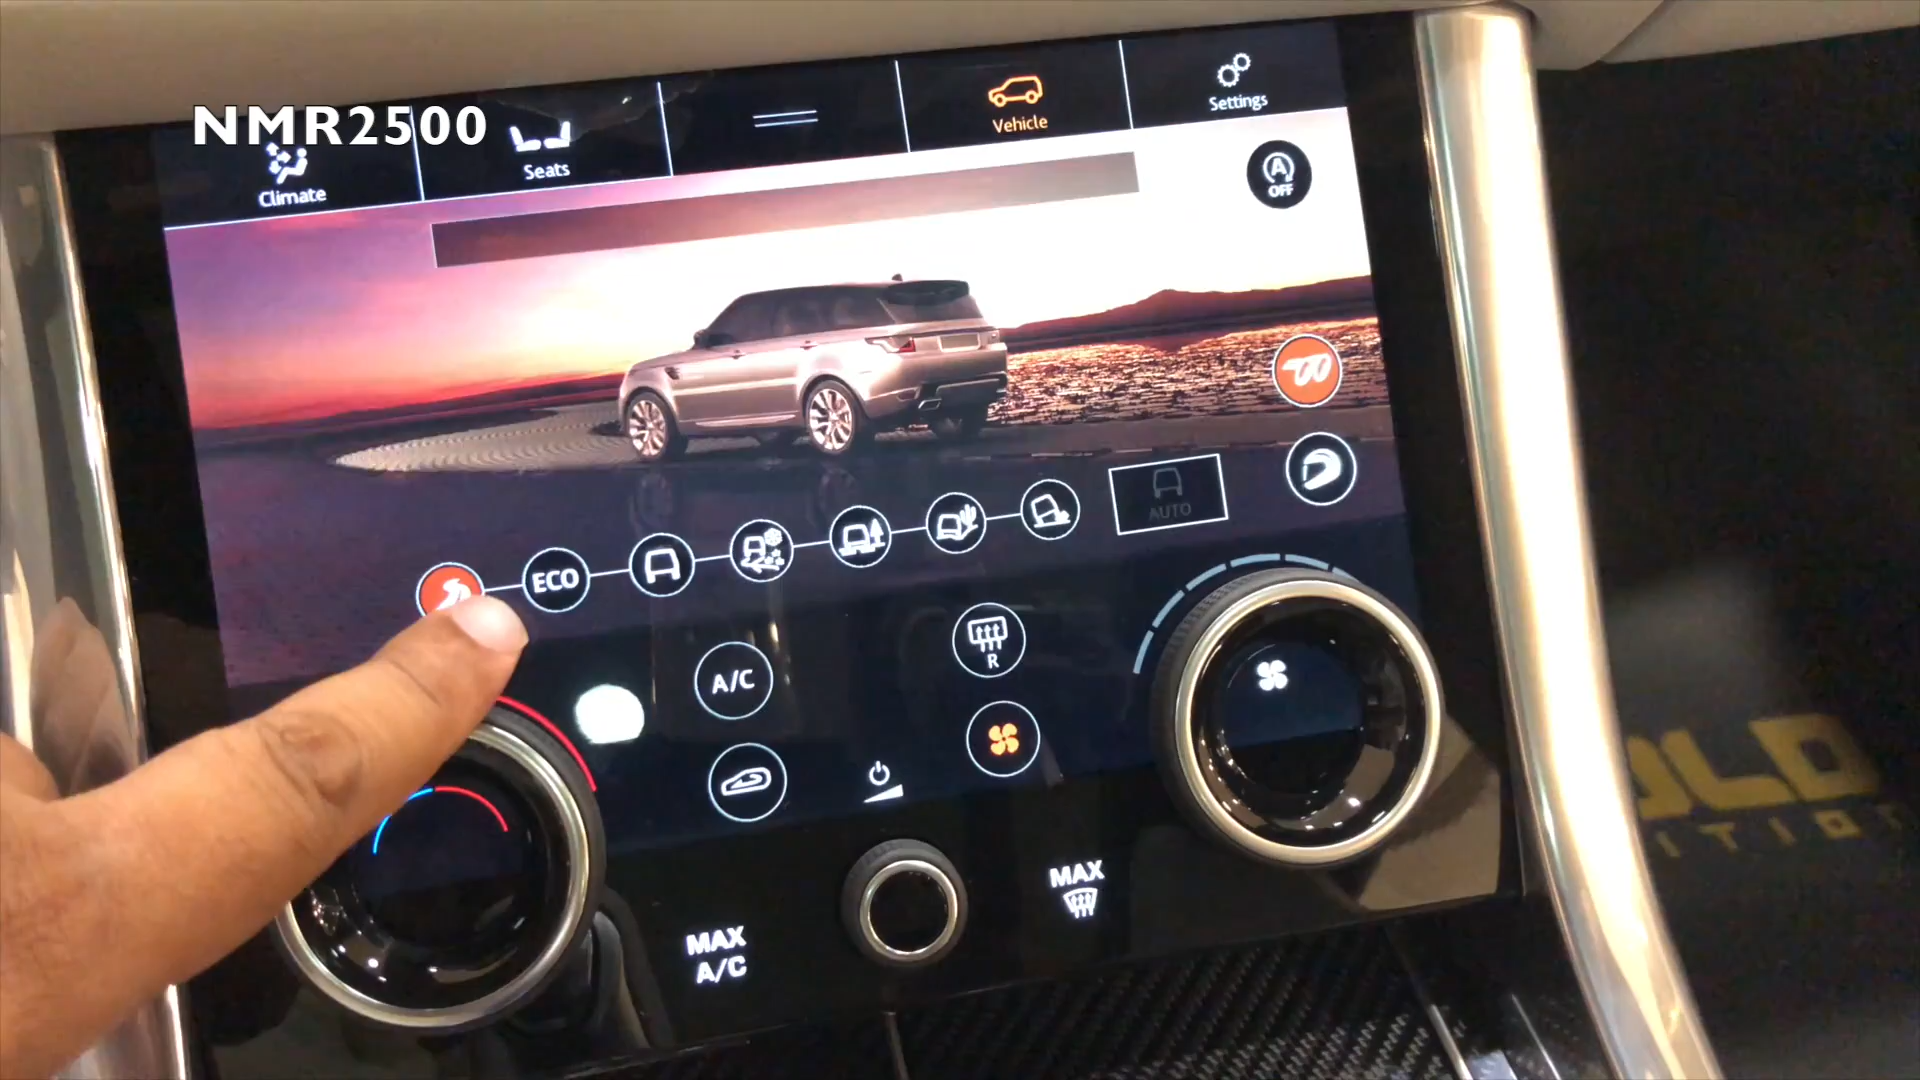 NMR2500
Climate
Seats
Vehicle
Settings
A
OFF
ECO
AUTO
A/C
R
MAX
A/C
MAX